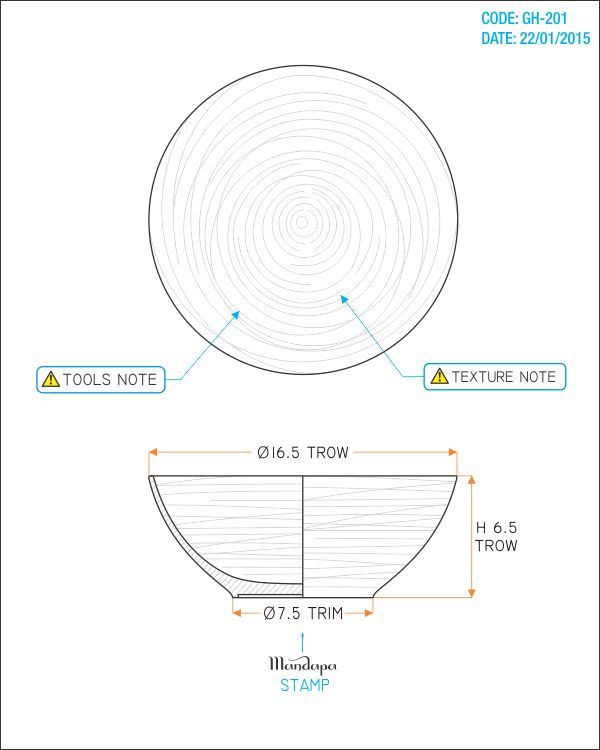 CODE: GH-201
DATE: 22/01/2015
TOOLS NOTE
TEXTURE NOTE
Ø16.5 TROW
H 6.5
TROW
Ø7.5 TRIM
Mandapa
STAMP